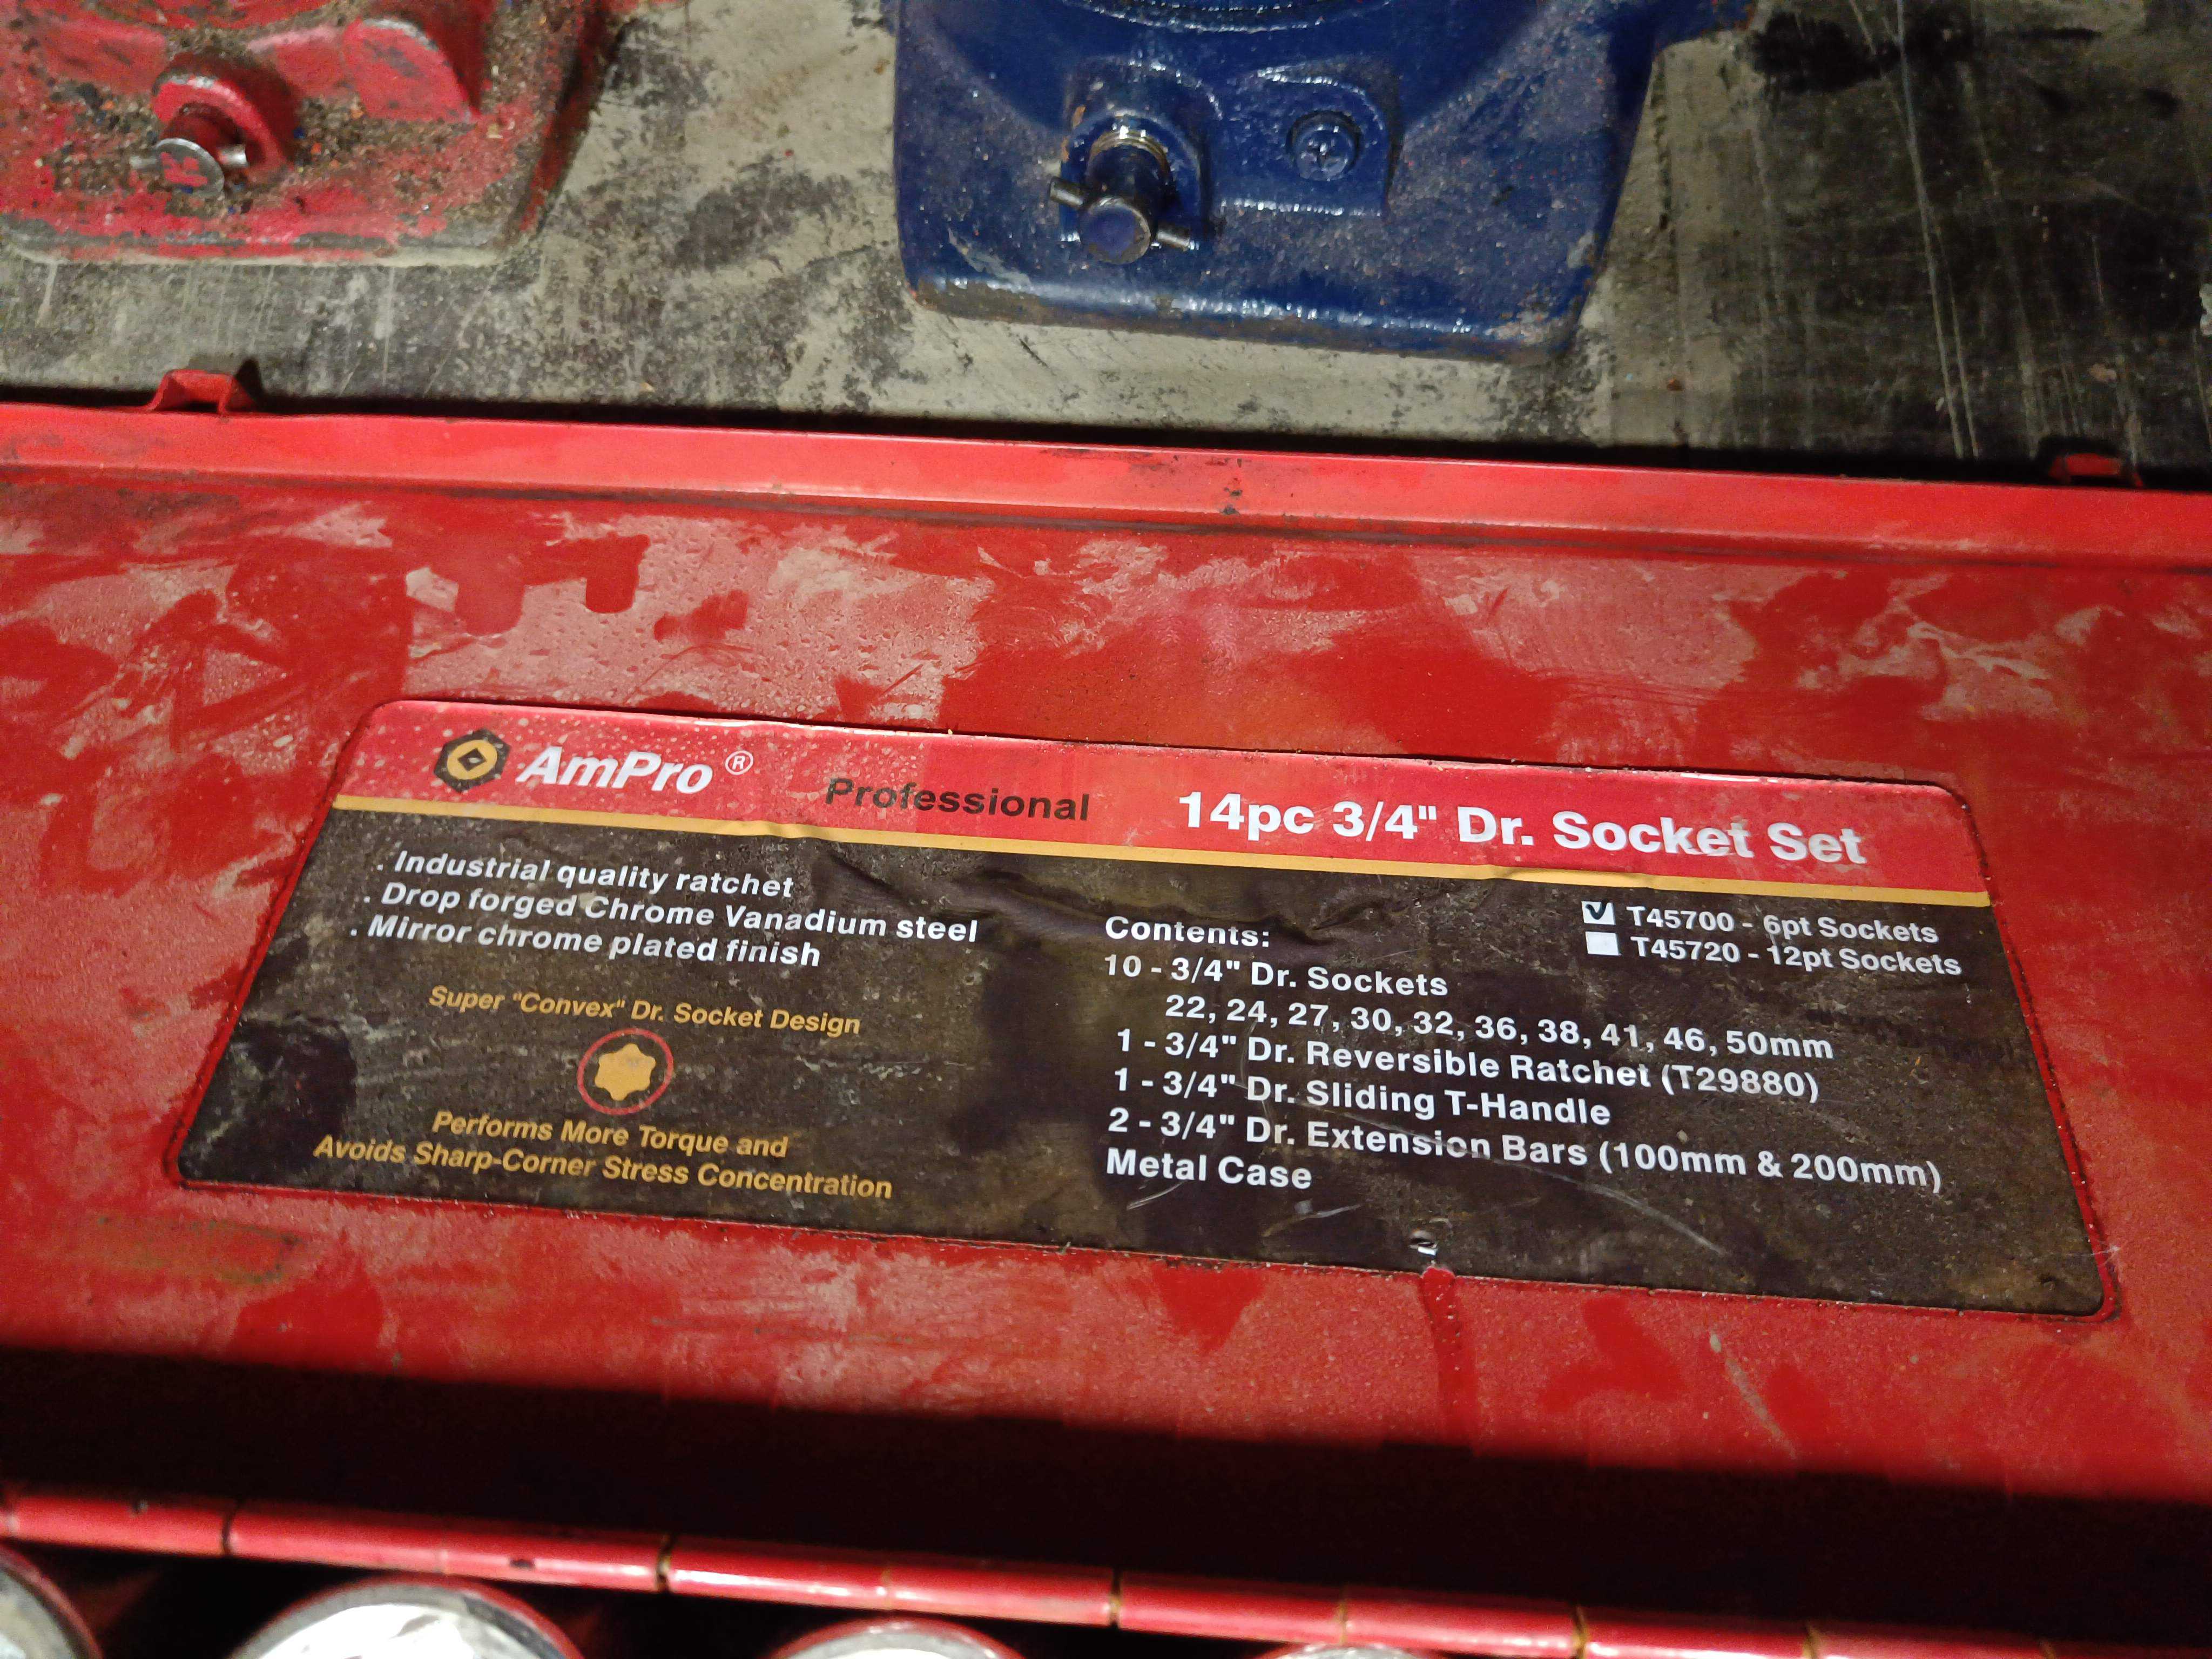 AmPro ® Professional 14pc 3/4" Dr. Socket Set
. Industrial quality ratchet
. Drop forged Chrome Vanadium steel
. Mirror chrome plated finish
Super "Convex" Dr. Socket Design
Performs More Torque and
Avoids Sharp-Corner Stress Concentration
T45700 - 6pt Sockets
T45720 - 12pt Sockets
Contents:
10 - 3/4" Dr. Sockets
22, 24, 27, 30, 32, 36, 38, 41, 46, 50mm
1 - 3/4" Dr. Reversible Ratchet (T29880)
1 - 3/4" Dr. Sliding T-Handle
2 - 3/4" Dr. Extension Bars (100mm & 200mm)
Metal Case